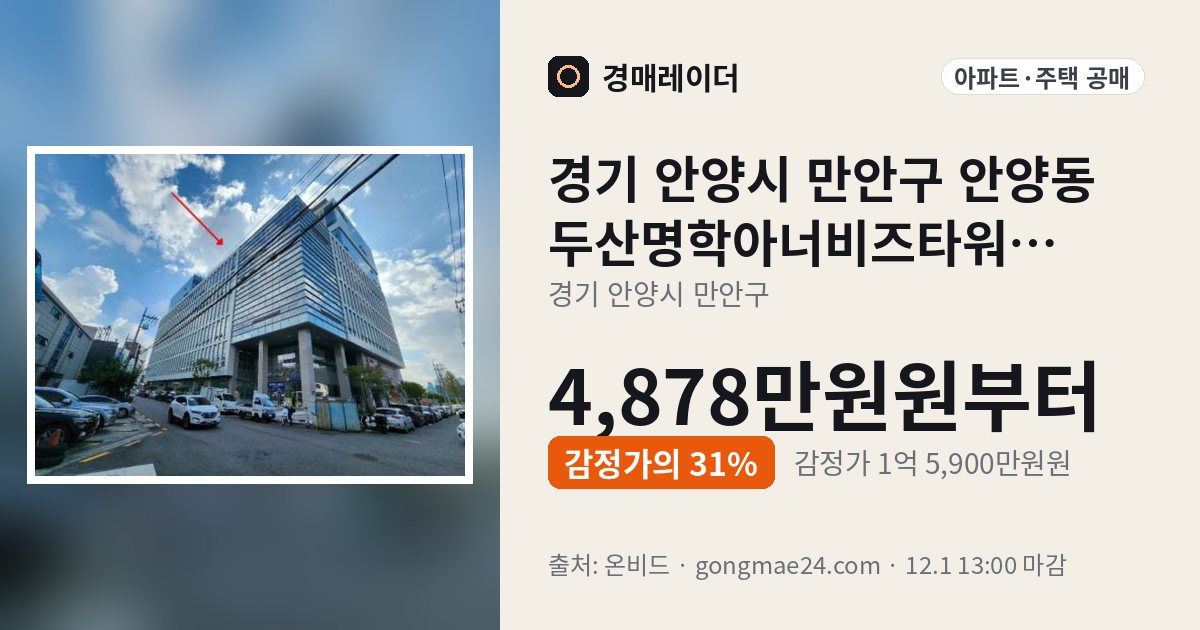 경매레이더
아파트·주택 공매
경기 안양시 만안구 안양동
두산명학아너비즈타워…
경기 안양시 만안구
4,878만원원부터
감정가의 31%
감정가 1억 5,900만원원
출처: 온비드 · gongmae24.com · 12.1 13:00 마감